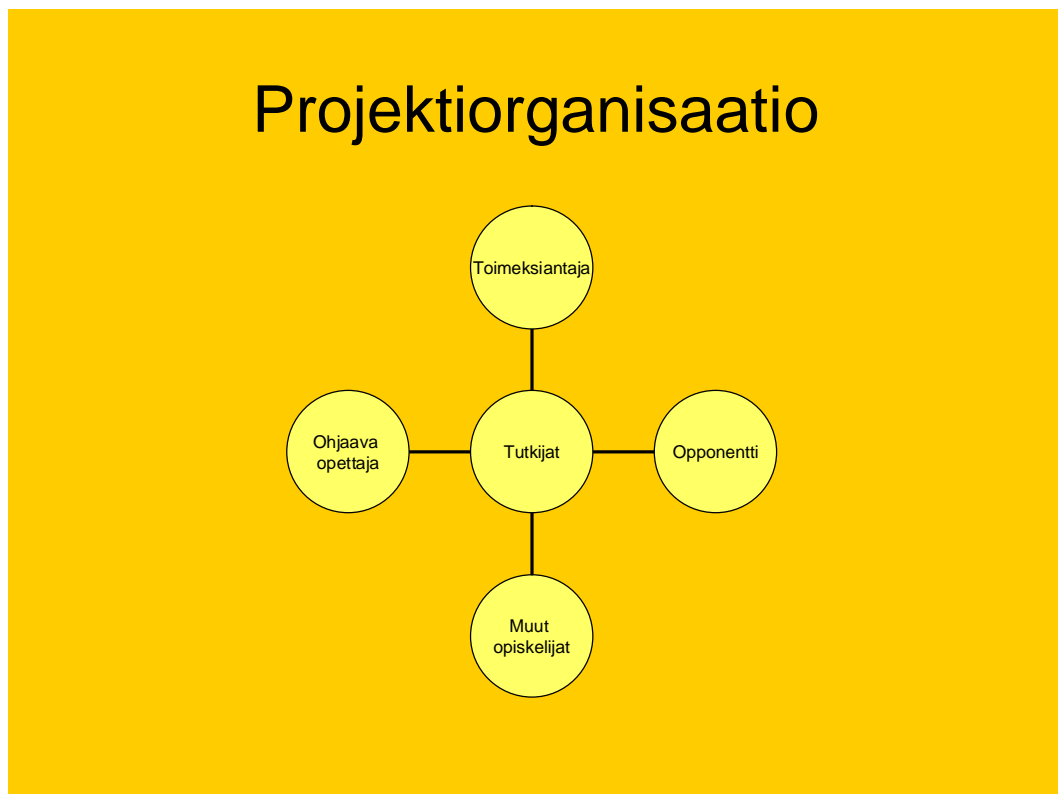 Projektiorganisaatio
Toimeksiantaja
Ohjaava
opettaja
Tutkijat
Opponentti
Muut
opiskelijat